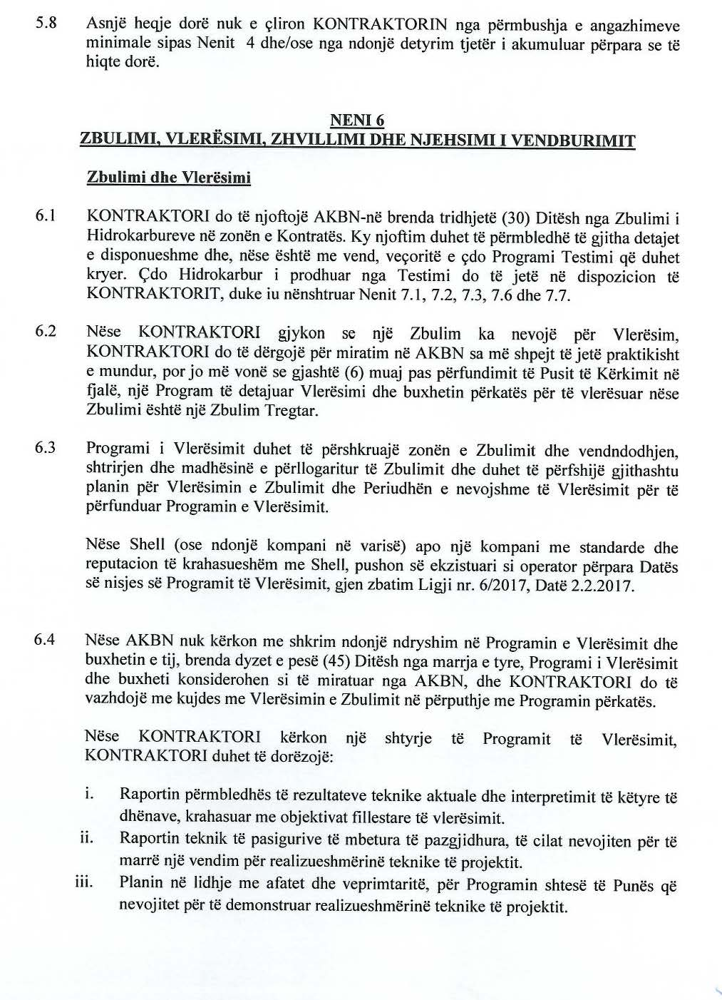 5.8 Asnjë heqje dorë nuk e çliron KONTRAKTORIN nga përmbushja e angazhimeve
minimale sipas Nenit 4 dhe/ose nga ndonjë detyrim tjetër i akumuluar përpara se të
hiqte dorë.
NENI 6
ZBULIMI, VLERËSIMI, ZHVILLIMI DHE NJEHSIMI I VENDBURIMIT
Zbulimi dhe Vlerësimi
6.1 KONTRAKTORI do të njoftojë AKBN-në brenda tridhjetë (30) Ditësh nga Zbulimi i
Hidrokarbureve në zonën e Kontratës. Ky njoftim duhet të përmbledhë të gjitha detajet
e disponueshme dhe, nëse është me vend, veçoritë e çdo Programi Testimi që duhet
kryer. Çdo Hidrokarbur i prodhuar nga Testimi do të jetë në dispozicion të
KONTRAKTORIT, duke iu nënshtruar Nenit 7.1, 7.2, 7.3, 7.6 dhe 7.7.
6.2 Nëse KONTRAKTORI gjykon se një Zbulim ka nevojë për Vlerësim,
KONTRAKTORI do të dërgojë për miratim në AKBN sa më shpejt të jetë praktikisht
e mundur, por jo më vonë se gjashtë (6) muaj pas përfundimit të Pusit të Kërkimit në
fjalë, një Program të detajuar Vlerësimi dhe buxhetin përkatës për të vlerësuar nëse
Zbulimi është një Zbulim Tregtar.
6.3 Programi i Vlerësimit duhet të përshkruajë zonën e Zbulimit dhe vendndodhjen,
shtrirjen dhe madhësinë e përllogaritur të Zbulimit dhe duhet të përfshijë gjithashtu
planin për Vlerësimin e Zbulimit dhe Periudhën e nevojshme të Vlerësimit për të
përfunduar Programin e Vlerësimit.
Nëse Shell (ose ndonjë kompani në varisë) apo një kompani me standarde dhe
reputacion të krahasueshëm me Shell, pushon së ekzistuari si operator përpara Datës
së nisjes së Programit të Vlerësimit, gjen zbatim Ligji nr. 6/2017, Datë 2.2.2017.
6.4 Nëse AKBN nuk kërkon me shkrim ndonjë ndryshim në Programin e Vlerësimit dhe
buxhetin e tij, brenda dyzet e pesë (45) Ditësh nga marrja e tyre, Programi i Vlerësimit
dhe buxheti konsiderohen si të miratuar nga AKBN, dhe KONTRAKTORI do të
vazhdojë me kujdes me Vlerësimin e Zbulimit në përputhje me Programin përkatës.
Nëse KONTRAKTORI kërkon një shtyrje të Programit të Vlerësimit,
KONTRAKTORI duhet të dorëzojë:
i. Raportin përmbledhës të rezultateve teknike aktuale dhe interpretimit të këtyre të
dhënave, krahasuar me objektivat fillestare të vlerësimit.
ii. Raportin teknik të pasigurive të mbetura të pazgjidhura, të cilat nevojiten për të
marrë një vendim për realizueshmërinë teknike të projektit.
iii. Planin në lidhje me afatet dhe veprimtaritë, për Programin shtesë të Punës që
nevojitet për të demonstruar realizueshmërinë teknike të projektit.